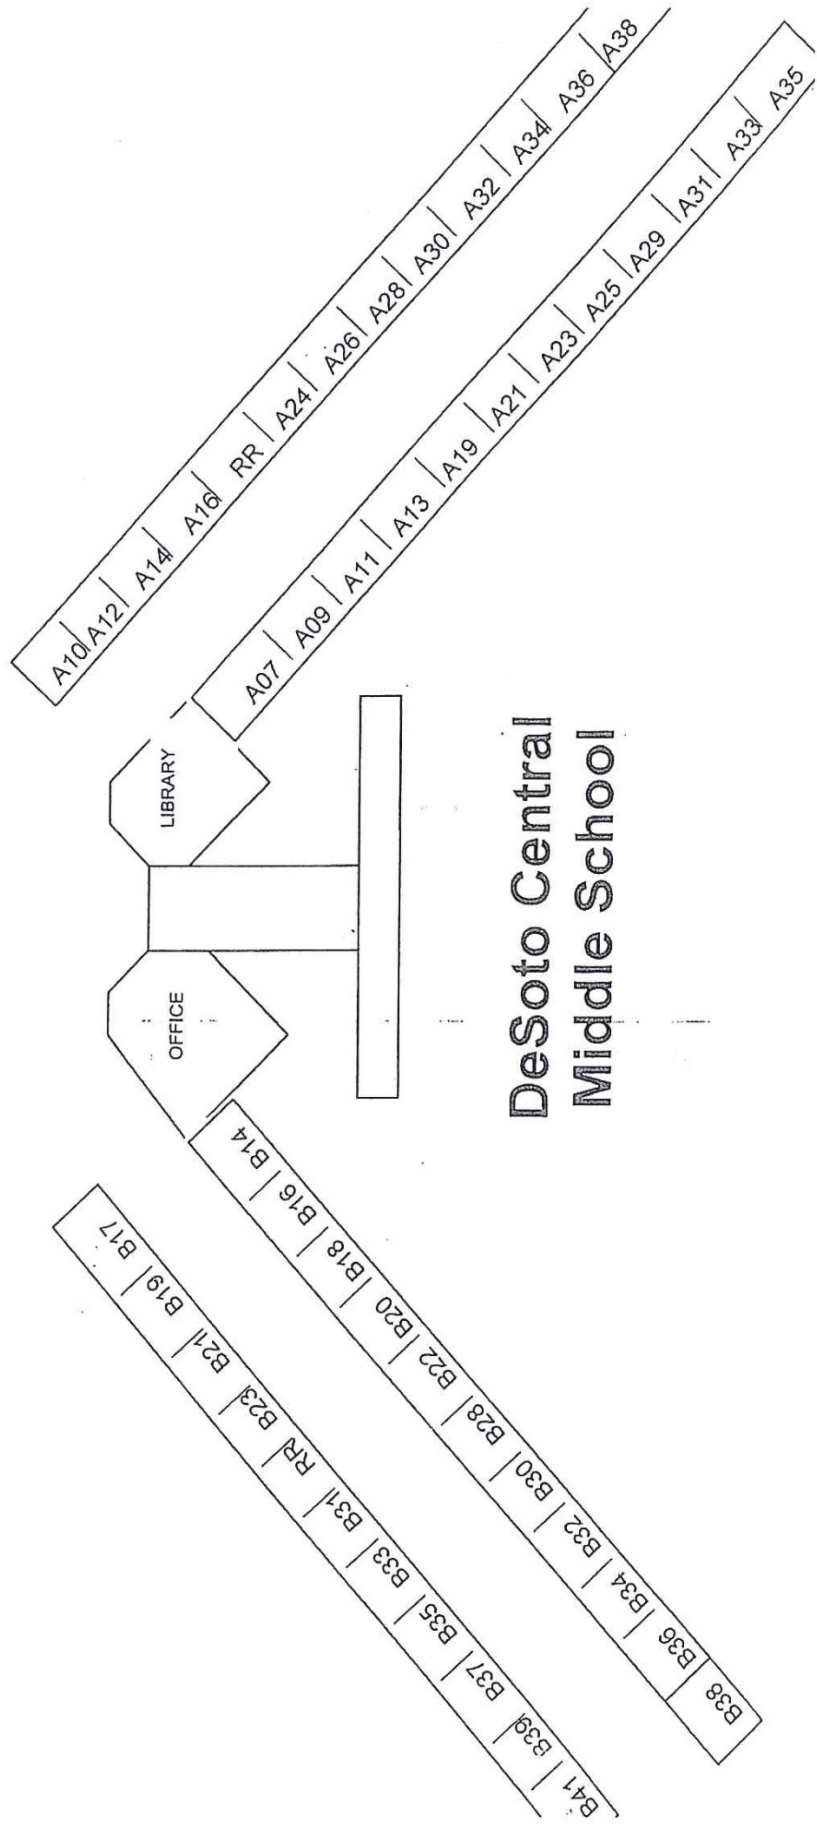 A10
A12
A14
A16
RR
A24
A26
A28
A30
A32
A34
A36
A38
A07
A09
A11
A13
A19
A21
A23
A25
A29
A31
A33
A35
LIBRARY
OFFICE
DeSoto Central
Middle School
B14
B16
B18
B20
B22
B28
B30
B32
B34
B36
B38
B17
B19
B21
B23
RR
B31
B33
B35
B37
B39
B41